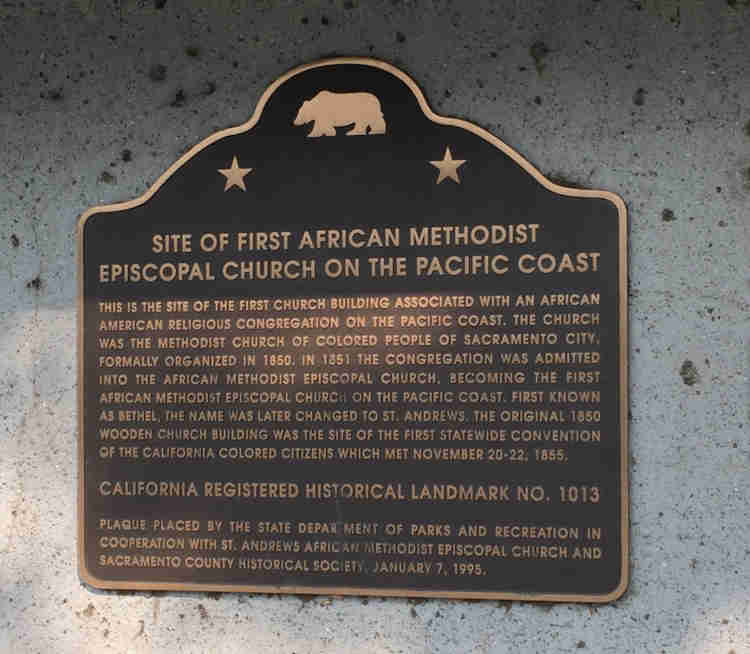 SITE OF FIRST AFRICAN METHODIST
EPISCOPAL CHURCH ON THE PACIFIC COAST
THIS IS THE SITE OF THE FIRST CHURCH BUILDING ASSOCIATED WITH AN AFRICAN
AMERICAN RELIGIOUS CONGREGATION ON THE PACIFIC COAST. THE CHURCH
WAS THE METHODIST CHURCH OF COLORED PEOPLE OF SACRAMENTO CITY,
FORMALLY ORGANIZED IN 1850. IN 1851 THE CONGREGATION WAS ADMITTED
INTO THE AFRICAN METHODIST EPISCOPAL CHURCH, BECOMING THE FIRST
AFRICAN METHODIST EPISCOPAL CHURCH ON THE PACIFIC COAST. FIRST KNOWN
AS BETHEL, THE NAME WAS LATER CHANGED TO ST. ANDREWS. THE ORIGINAL 1850
WOODEN CHURCH BUILDING WAS THE SITE OF THE FIRST STATEWIDE CONVENTION
OF THE CALIFORNIA COLORED CITIZENS WHICH MET NOVEMBER 20-22, 1855.
CALIFORNIA REGISTERED HISTORICAL LANDMARK NO. 1013
PLAQUE PLACED BY THE STATE DEPARTMENT OF PARKS AND RECREATION IN
COOPERATION WITH ST. ANDREWS AFRICAN METHODIST EPISCOPAL CHURCH AND
SACRAMENTO COUNTY HISTORICAL SOCIETY, JANUARY 7, 1995.